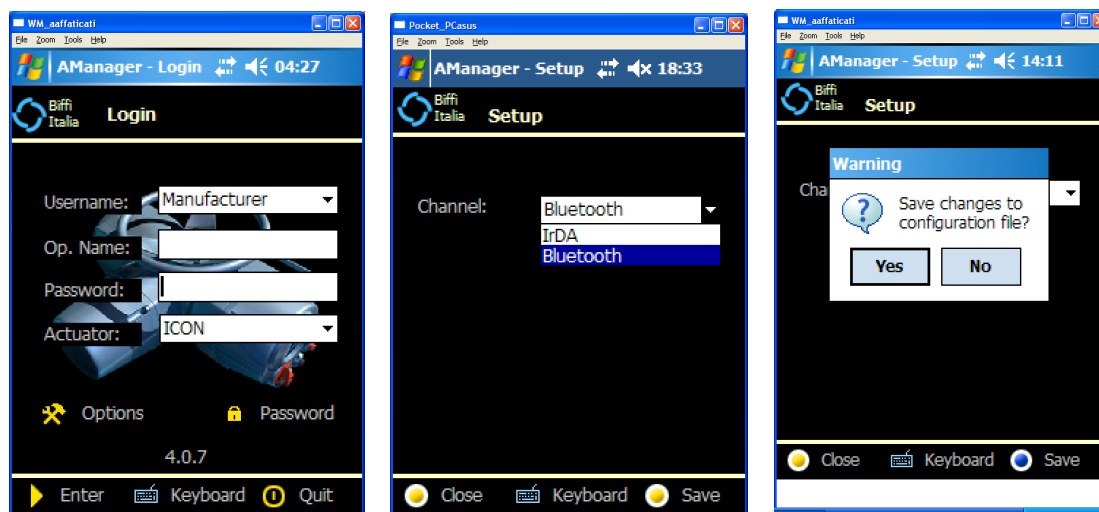 WM_aaffaticati
File Zoom Tools Help
AManager - Login 04:27
Biffi
Italia
Login
Username: Manufacturer
Op. Name:
Password:
Actuator: ICON
Options Password
4.0.7
Enter Keyboard Quit
Pocket_PCasus
File Zoom Tools Help
AManager - Setup 18:33
Biffi
Italia
Setup
Channel: Bluetooth
IrDA
Bluetooth
Close Keyboard Save
WM_aaffaticati
File Zoom Tools Help
AManager - Setup 14:11
Biffi
Italia
Setup
Cha
Warning
Save changes to
configuration file?
Yes No
Close Keyboard Save